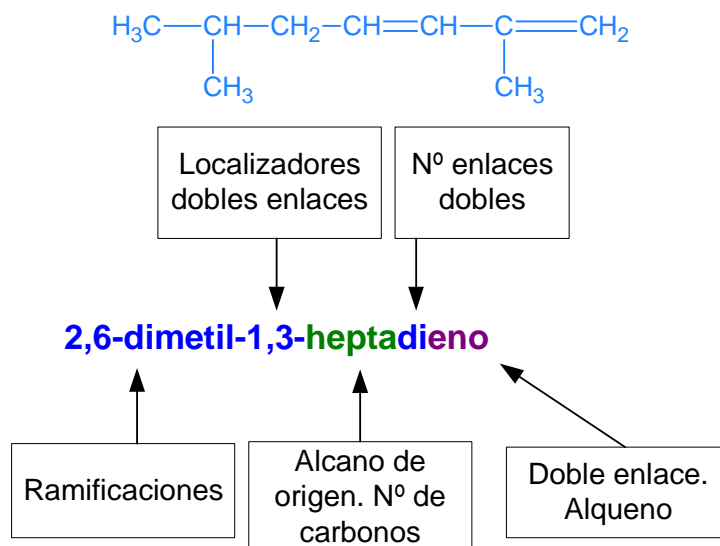 H₃C—CH—CH₂—CH=CH—C=CH₂
CH₃ CH₃
Localizadores
dobles enlaces
Nº enlaces
dobles
2,6-dimetil-1,3-heptadieno
Ramificaciones
Alcano de
origen. Nº de
carbonos
Doble enlace.
Alqueno